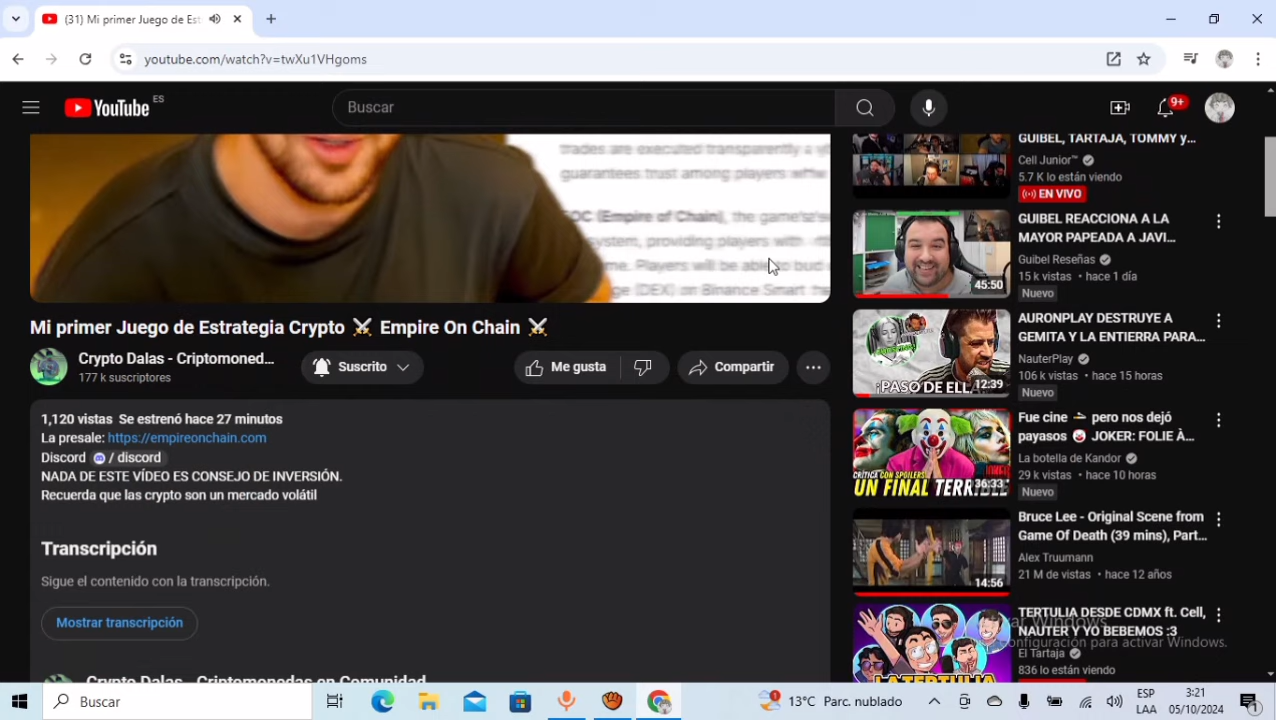 (31) Mi primer Juego de Est
youtube.com/watch?v=twXu1VHgoms
YouTube ES
Buscar
9+
trades are executed transparently
guarantees trust among players
(Empire of Chain), the game's
system, providing players with
me. Players will be able to
ge (DEX) on Binance Smart
Mi primer Juego de Estrategia Crypto ⚔️ Empire On Chain ⚔️
Crypto Dalas - Criptomoned...
177 k suscriptores
Suscrito
Me gusta
Compartir
1,120 vistas Se estrenó hace 27 minutos
La presale: https://empireonchain.com
Discord / discord
NADA DE ESTE VÍDEO ES CONSEJO DE INVERSIÓN.
Recuerda que las crypto son un mercado volátil
Transcripción
Sigue el contenido con la transcripción.
Mostrar transcripción
Crypto Dalas - Criptomonedas en Comunidad
GUIBEL, TARTAJA, TOMMY y...
Cell Junior™
5.7 K lo están viendo
EN VIVO
GUIBEL REACCIONA A LA
MAYOR PAPEADA A JAVI...
Guibel Reseñas
15 k vistas • hace 1 día
Nuevo
45:50
AURONPLAY DESTRUYE A
GEMITA Y LA ENTIERRA PARA...
NauterPlay
106 k vistas • hace 15 horas
Nuevo
¡PASO DE ELLA
12:39
Fue cine 🚬 pero nos dejó
payasos 🤡 JOKER: FOLIE À...
La botella de Kandor
29 k vistas • hace 10 horas
Nuevo
CRÍTICA CON SPOILERS
UN FINAL TERRIBLE
36:33
Bruce Lee - Original Scene from
Game Of Death (39 mins), Part...
Alex Truumann
21 M de vistas • hace 12 años
14:56
TERTULIA DESDE CDMX ft. Cell,
NAUTER Y YO BEBEMOS :3
El Tartaja
836 lo están viendo
LA TERTULIA
var Windows
Configuración para activar Windows.
Buscar
13°C Parc. nublado
ESP
LAA
3:21
05/10/2024